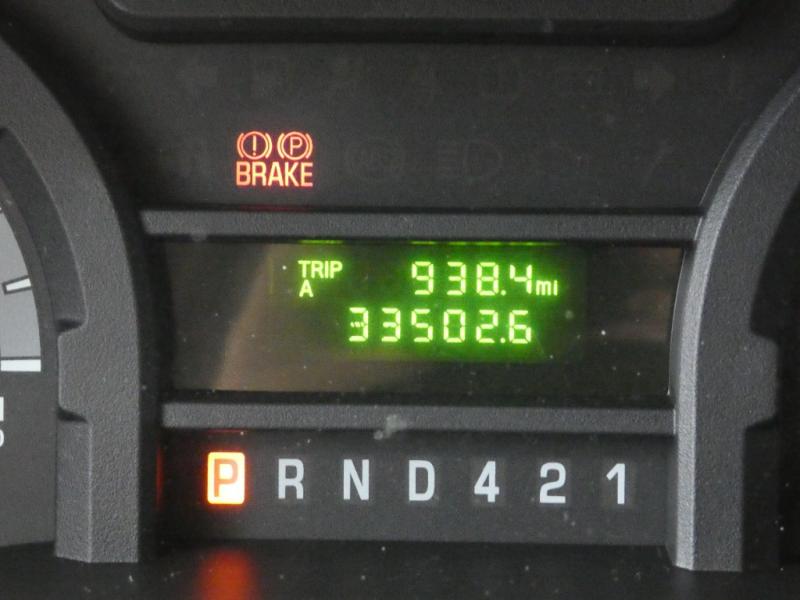 BRAKE
TRIP A 938.4mi
33502.6
P R N D 4 2 1